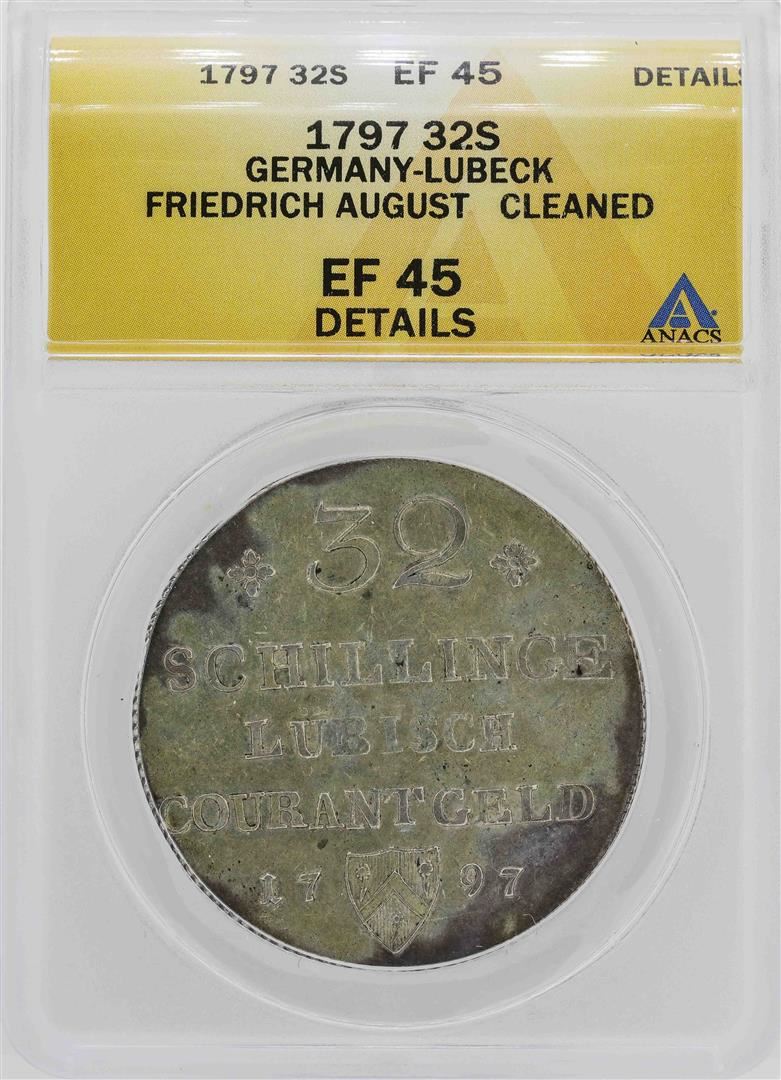 1797 32S EF 45 DETAILS
1797 32S
GERMANY-LUBECK
FRIEDRICH AUGUST CLEANED
EF 45
DETAILS
ANACS
32
SCHILLINGE
LÜBISCH
COURANTGELD
17 97